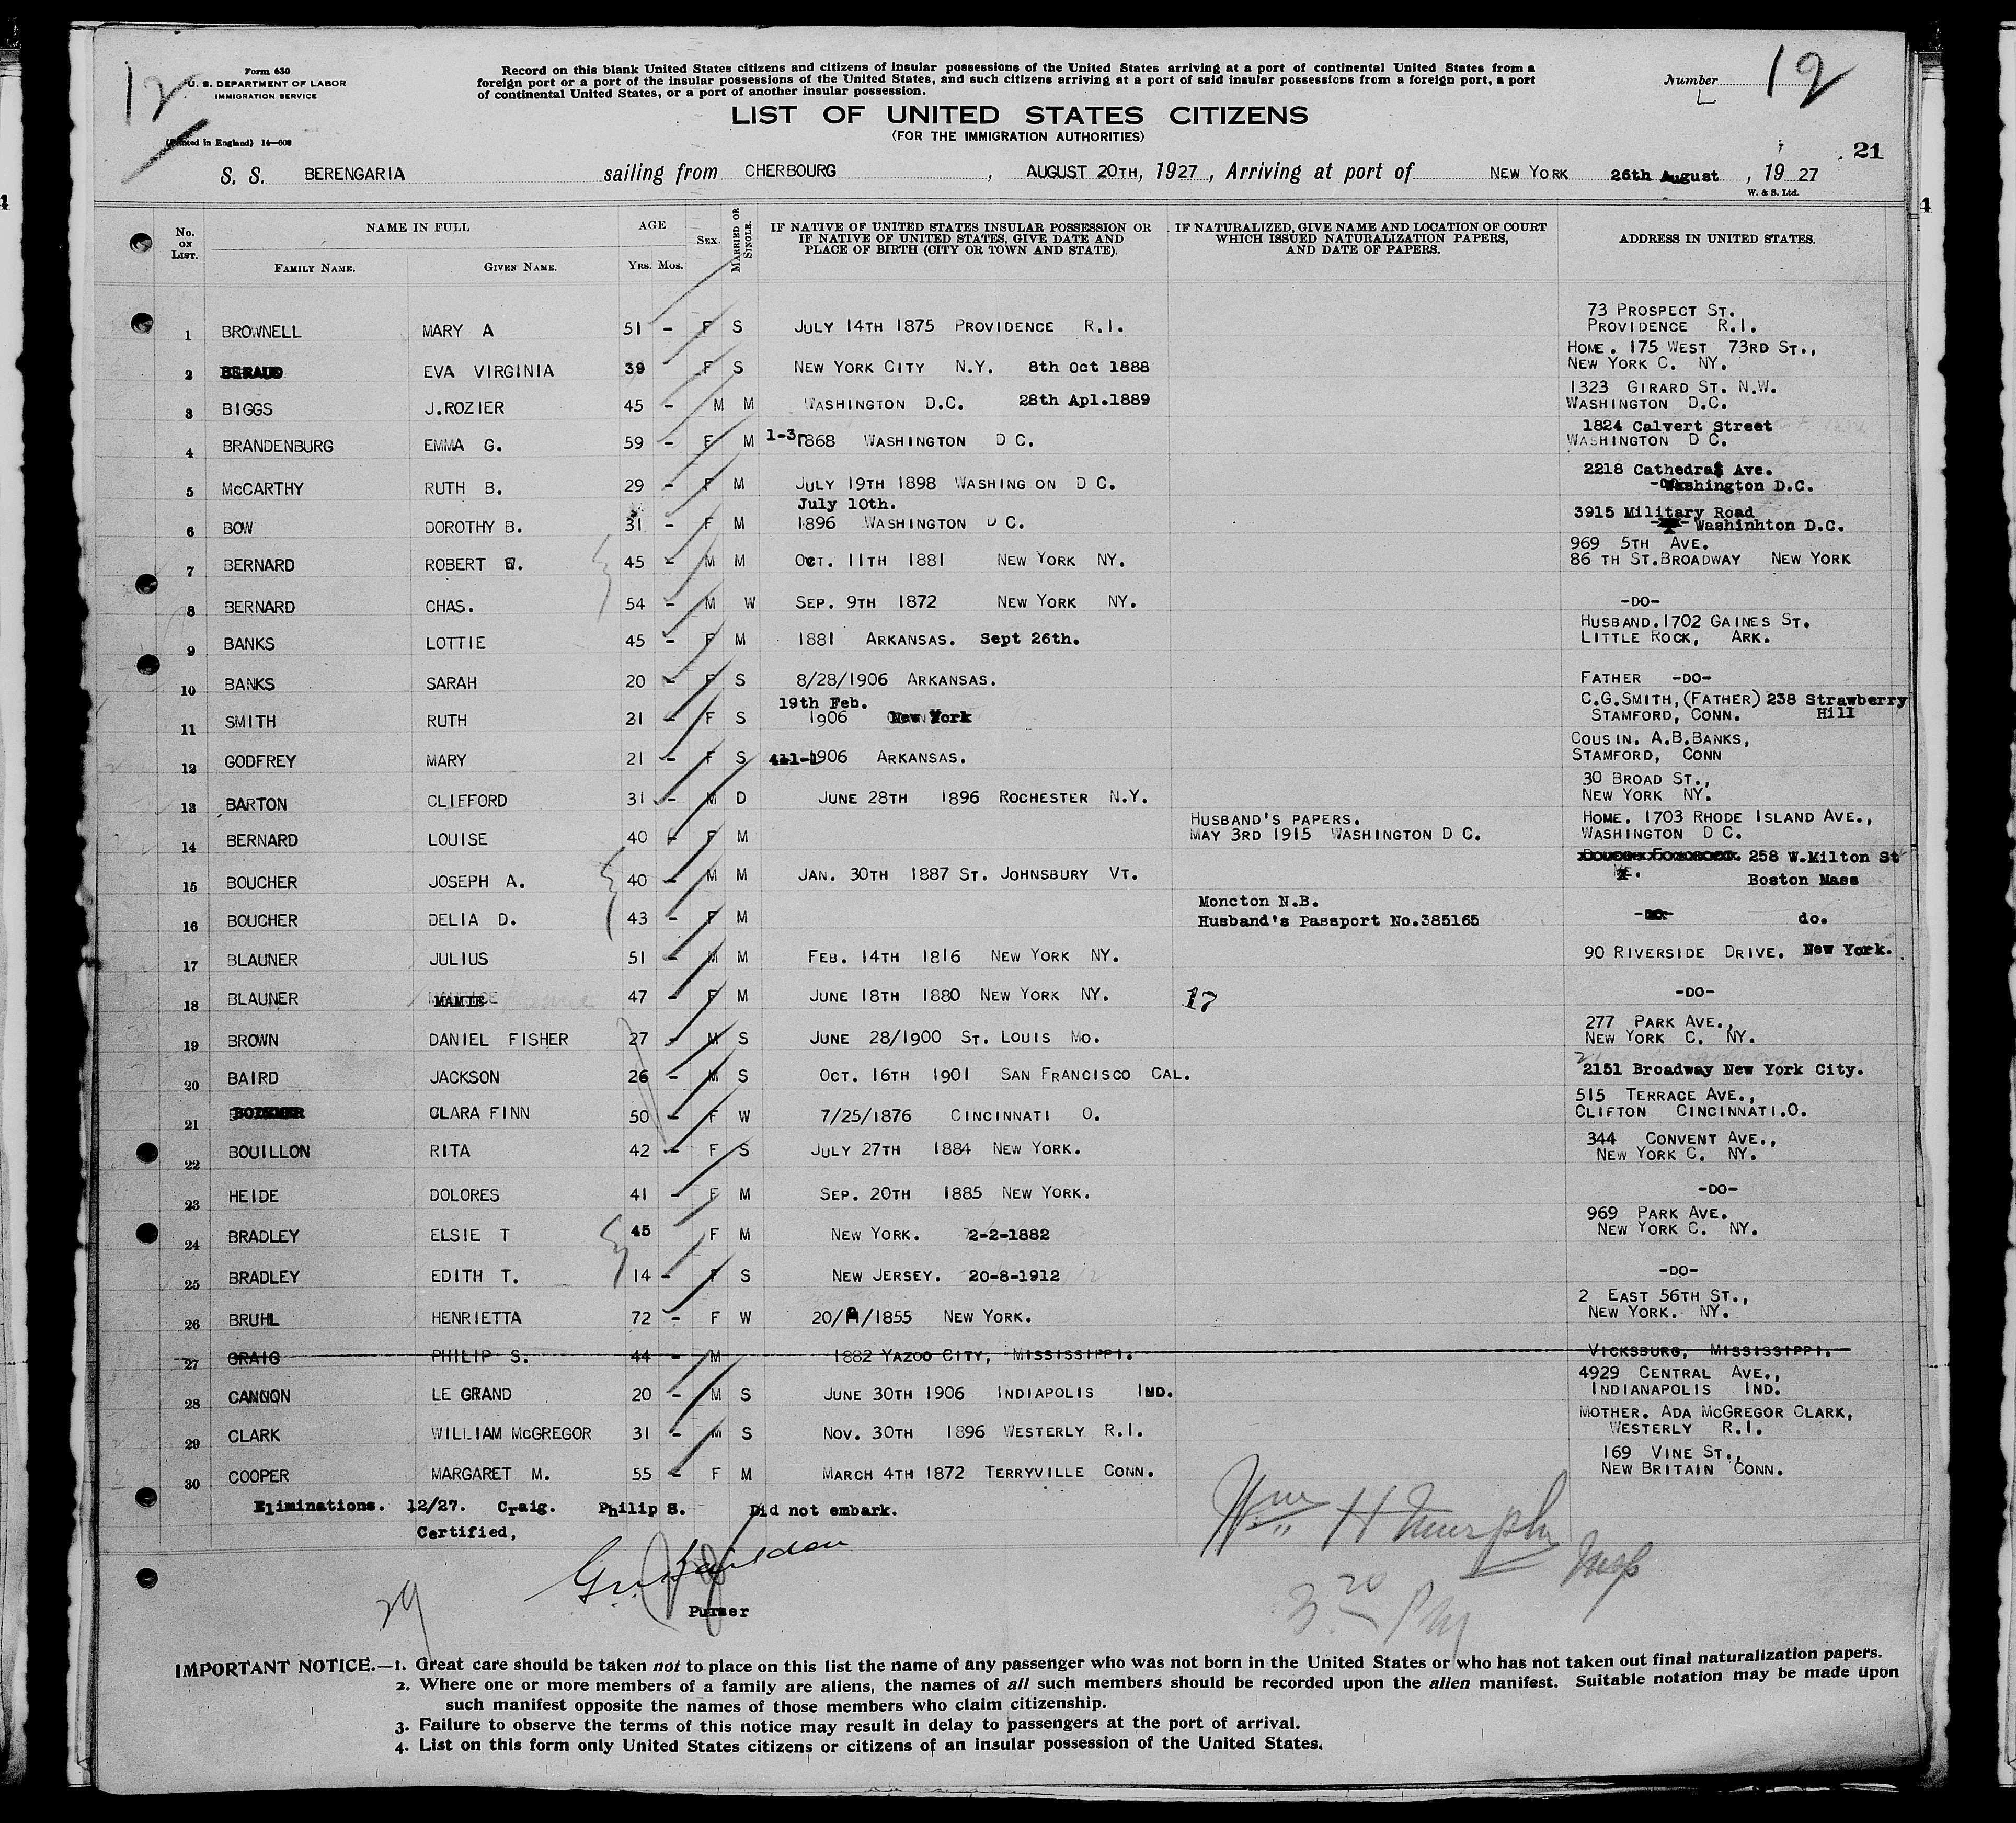 12
Form 630
U. S. DEPARTMENT OF LABOR
IMMIGRATION SERVICE
(Printed in England) 14—608
Record on this blank United States citizens and citizens of insular possessions of the United States arriving at a port of continental United States from a
foreign port or a port of the insular possessions of the United States, and such citizens arriving at a port of said insular possessions from a foreign port, a port
of continental United States, or a port of another insular possession.
Number 12
LIST OF UNITED STATES CITIZENS
(FOR THE IMMIGRATION AUTHORITIES)
21
S. S. BERENGARIA sailing from CHERBOURG, AUGUST 20TH, 1927, Arriving at port of NEW YORK 26th August, 1927
W. & S. Ltd.
No. ON LIST. NAME IN FULL AGE SEX. MARRIED OR SINGLE. IF NATIVE OF UNITED STATES INSULAR POSSESSION OR IF NATIVE OF UNITED STATES, GIVE DATE AND PLACE OF BIRTH (CITY OR TOWN AND STATE). IF NATURALIZED, GIVE NAME AND LOCATION OF COURT WHICH ISSUED NATURALIZATION PAPERS, AND DATE OF PAPERS. ADDRESS IN UNITED STATES.
FAMILY NAME. GIVEN NAME. YRS. MOS.
73 PROSPECT ST.
1 BROWNELL MARY A 51 - F S JULY 14TH 1875 PROVIDENCE R.I. PROVIDENCE R.I.
HOME. 175 WEST 73RD ST.,
2 BERAUD EVA VIRGINIA 39 F S NEW YORK CITY N.Y. 8th Oct 1888 NEW YORK C. NY.
1323 GIRARD ST. N.W.
3 BIGGS J.ROZIER 45 - M M WASHINGTON D.C. 28th Apl.1889 WASHINGTON D.C.
1824 Calvert Street
4 BRANDENBURG EMMA G. 59 - F M 1-3-1868 WASHINGTON D C. WASHINGTON D C.
2218 Cathedral Ave.
5 McCARTHY RUTH B. 29 - F M JULY 19TH 1898 WASHING ON D C. Washington D.C.
July 10th. 3915 Military Road
6 BOW DOROTHY B. 31 - F M 1896 WASHINGTON D C. Washinhton D.C.
969 5TH AVE.
7 BERNARD ROBERT W. 45 - M M OCT. 11TH 1881 NEW YORK NY. 86 TH ST.BROADWAY NEW YORK
8 BERNARD CHAS. 54 - M W SEP. 9TH 1872 NEW YORK NY. -DO-
HUSBAND.1702 GAINES ST.
9 BANKS LOTTIE 45 - F M 1881 ARKANSAS. Sept 26th. LITTLE ROCK, ARK.
10 BANKS SARAH 20 - F S 8/28/1906 ARKANSAS. FATHER -DO-
19th Feb. C.G.SMITH,(FATHER) 238 Strawberry
11 SMITH RUTH 21 - F S 1906 New York STAMFORD, CONN. Hill
COUSIN. A.B.BANKS,
12 GODFREY MARY 21 - F S 1906 ARKANSAS. STAMFORD, CONN
30 BROAD ST.,
13 BARTON CLIFFORD 31 - M D JUNE 28TH 1896 ROCHESTER N.Y. NEW YORK NY.
HUSBAND'S PAPERS. HOME. 1703 RHODE ISLAND AVE.,
14 BERNARD LOUISE 40 - F M MAY 3RD 1915 WASHINGTON D C. WASHINGTON D C.
258 W.Milton St
15 BOUCHER JOSEPH A. 40 - M M JAN. 30TH 1887 ST. JOHNSBURY VT. Boston Mass
Moncton N.B.
16 BOUCHER DELIA D. 43 - F M Husband's Passport No.385165 -DO- do.
17 BLAUNER JULIUS 51 - M M FEB. 14TH 1816 NEW YORK NY. 90 RIVERSIDE DRIVE. New York.
18 BLAUNER MAMIE 47 - F M JUNE 18TH 1880 NEW YORK NY. 17 -DO-
277 PARK AVE.,
19 BROWN DANIEL FISHER 27 - M S JUNE 28/1900 ST. LOUIS MO. NEW YORK C. NY.
20 BAIRD JACKSON 26 - M S OCT. 16TH 1901 SAN FRANCISCO CAL. 2151 Broadway New York City.
515 TERRACE AVE.,
21 BODEMER CLARA FINN 50 - F W 7/25/1876 CINCINNATI O. CLIFTON CINCINNATI.O.
344 CONVENT AVE.,
22 BOUILLON RITA 42 - F S JULY 27TH 1884 NEW YORK. NEW YORK C. NY.
23 HEIDE DOLORES 41 - F M SEP. 20TH 1885 NEW YORK. -DO-
969 PARK AVE.
24 BRADLEY ELSIE T 45 F M NEW YORK. 2-2-1882 NEW YORK C. NY.
25 BRADLEY EDITH T. 14 - F S NEW JERSEY. 20-8-1912 -DO-
2 EAST 56TH ST.,
26 BRUHL HENRIETTA 72 - F W 20/A/1855 NEW YORK. NEW YORK. NY.
27 CRAIG PHILIP S. 44 - M 1882 YAZOO CITY, MISSISSIPPI. VICKSBURG, MISSISSIPPI.
4929 CENTRAL AVE.,
28 CANNON LE GRAND 20 - M S JUNE 30TH 1906 INDIAPOLIS IND. INDIANAPOLIS IND.
MOTHER. ADA McGREGOR CLARK,
29 CLARK WILLIAM McGREGOR 31 - M S NOV. 30TH 1896 WESTERLY R.I. WESTERLY R.I.
169 VINE ST.,
30 COOPER MARGARET M. 55 - F M MARCH 4TH 1872 TERRYVILLE CONN. NEW BRITAIN CONN.
Eliminations. 12/27. Craig. Philip S. Did not embark.
Certified,
Wm H Murphy
Insp
3 20 PM
29
Purser
IMPORTANT NOTICE.—1. Great care should be taken not to place on this list the name of any passenger who was not born in the United States or who has not taken out final naturalization papers.
2. Where one or more members of a family are aliens, the names of all such members should be recorded upon the alien manifest. Suitable notation may be made upon
such manifest opposite the names of those members who claim citizenship.
3. Failure to observe the terms of this notice may result in delay to passengers at the port of arrival.
4. List on this form only United States citizens or citizens of an insular possession of the United States.